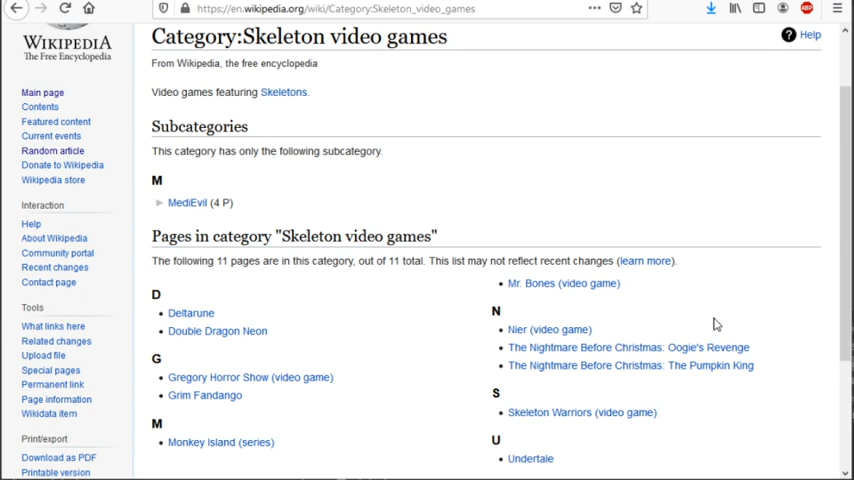 https://en.wikipedia.org/wiki/Category:Skeleton_video_games
ABP
WIKIPEDIA
The Free Encyclopedia
Main page
Contents
Featured content
Current events
Random article
Donate to Wikipedia
Wikipedia store
Interaction
Help
About Wikipedia
Community portal
Recent changes
Contact page
Tools
What links here
Related changes
Upload file
Special pages
Permanent link
Page information
Wikidata item
Print/export
Download as PDF
Printable version
Category:Skeleton video games
? Help
From Wikipedia, the free encyclopedia
Video games featuring Skeletons.
Subcategories
This category has only the following subcategory.
M
► MediEvil (4 P)
Pages in category "Skeleton video games"
The following 11 pages are in this category, out of 11 total. This list may not reflect recent changes (learn more).
D
• Deltarune
• Double Dragon Neon
G
• Gregory Horror Show (video game)
• Grim Fandango
M
• Monkey Island (series)
• Mr. Bones (video game)
N
• Nier (video game)
• The Nightmare Before Christmas: Oogie's Revenge
• The Nightmare Before Christmas: The Pumpkin King
S
• Skeleton Warriors (video game)
U
• Undertale